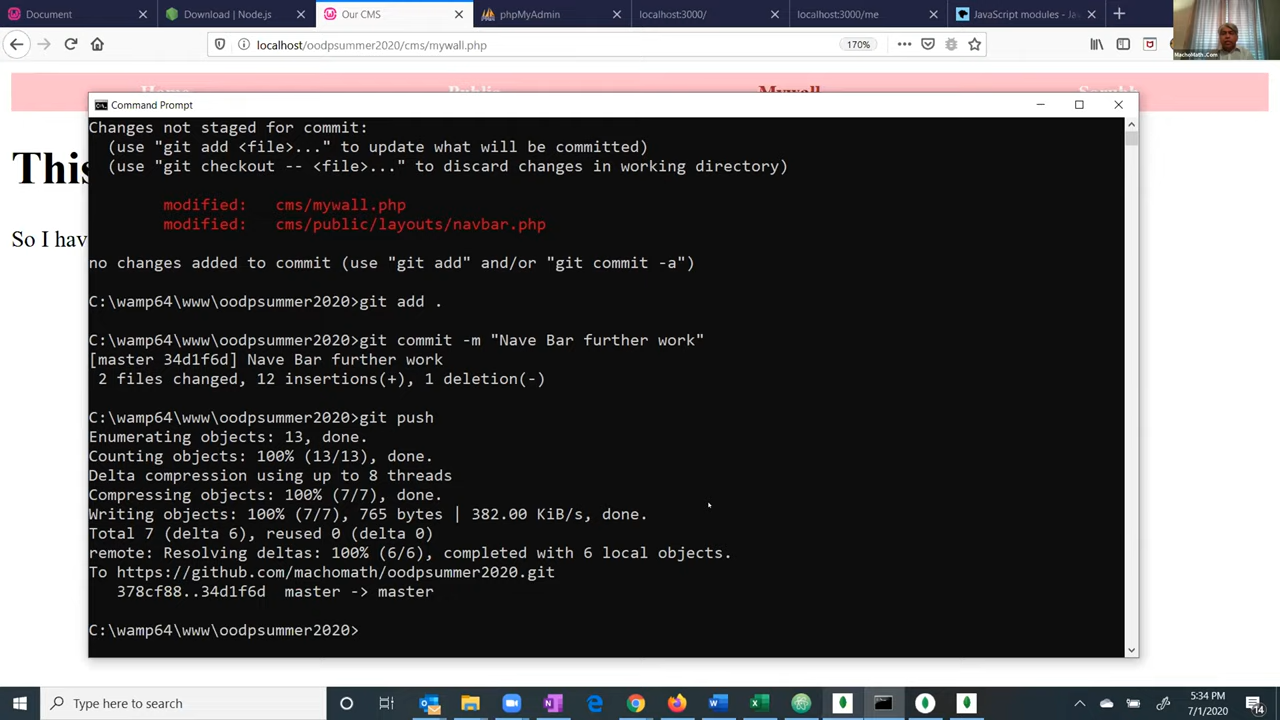 Document
Download | Node.js
Our CMS
phpMyAdmin
localhost:3000/
localhost:3000/me
JavaScript modules - Jav
localhost/oodpsummer2020/cms/mywall.php
170%
MachoMath.Com
Home Public Mywall
Command Prompt
This
So I hav
Changes not staged for commit:
(use "git add <file>..." to update what will be committed)
(use "git checkout -- <file>..." to discard changes in working directory)
modified: cms/mywall.php
modified: cms/public/layouts/navbar.php
no changes added to commit (use "git add" and/or "git commit -a")
C:\wamp64\www\oodpsummer2020>git add .
C:\wamp64\www\oodpsummer2020>git commit -m "Nave Bar further work"
[master 34d1f6d] Nave Bar further work
2 files changed, 12 insertions(+), 1 deletion(-)
C:\wamp64\www\oodpsummer2020>git push
Enumerating objects: 13, done.
Counting objects: 100% (13/13), done.
Delta compression using up to 8 threads
Compressing objects: 100% (7/7), done.
Writing objects: 100% (7/7), 765 bytes | 382.00 KiB/s, done.
Total 7 (delta 6), reused 0 (delta 0)
remote: Resolving deltas: 100% (6/6), completed with 6 local objects.
To https://github.com/machomath/oodpsummer2020.git
378cf88..34d1f6d master -> master
C:\wamp64\www\oodpsummer2020>
Type here to search
5:34 PM
7/1/2020
14